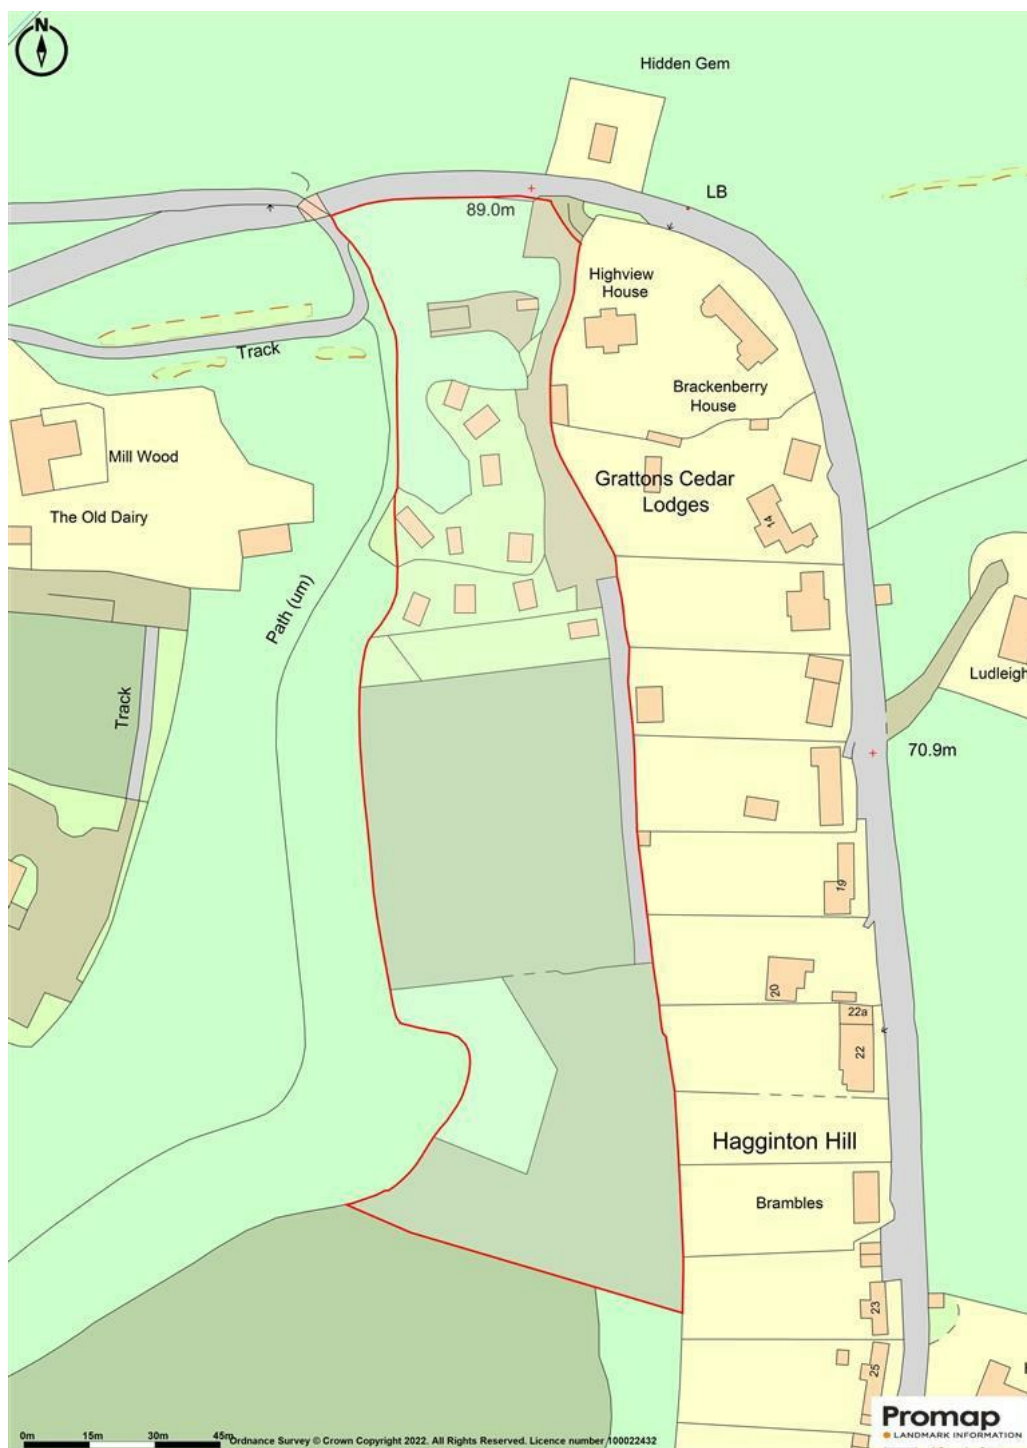 N
Hidden Gem
LB
89.0m
Highview
House
Track
Brackenberry
House
Mill Wood
Grattons Cedar
Lodges
The Old Dairy
14
Path (um)
Ludleigh
Track
70.9m
19
20
22a
22
Hagginton Hill
Brambles
23
25
Promap
LANDMARK INFORMATION
0m 15m 30m 45m
Ordnance Survey © Crown Copyright 2022. All Rights Reserved. Licence number 100022432